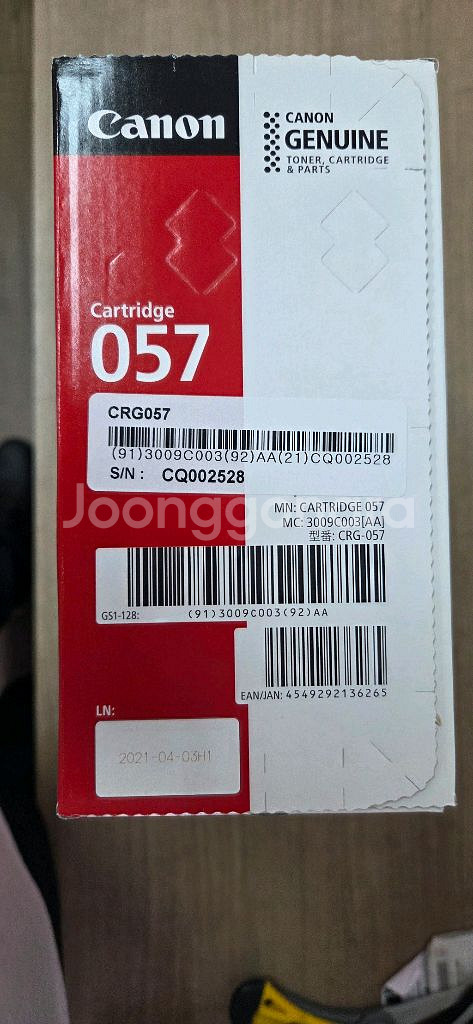 Canon
CANON
GENUINE
TONER, CARTRIDGE
& PARTS
Cartridge
057
CRG057
(91)3009C003(92)AA(21)CQ002528
S/N : CQ002528
Joonggonara
MN: CARTRIDGE 057
MC: 3009C003[AA]
型番: CRG-057
GS1-128: (91)3009C003(92)AA
EAN/JAN: 4549292136265
LN:
2021-04-03H1